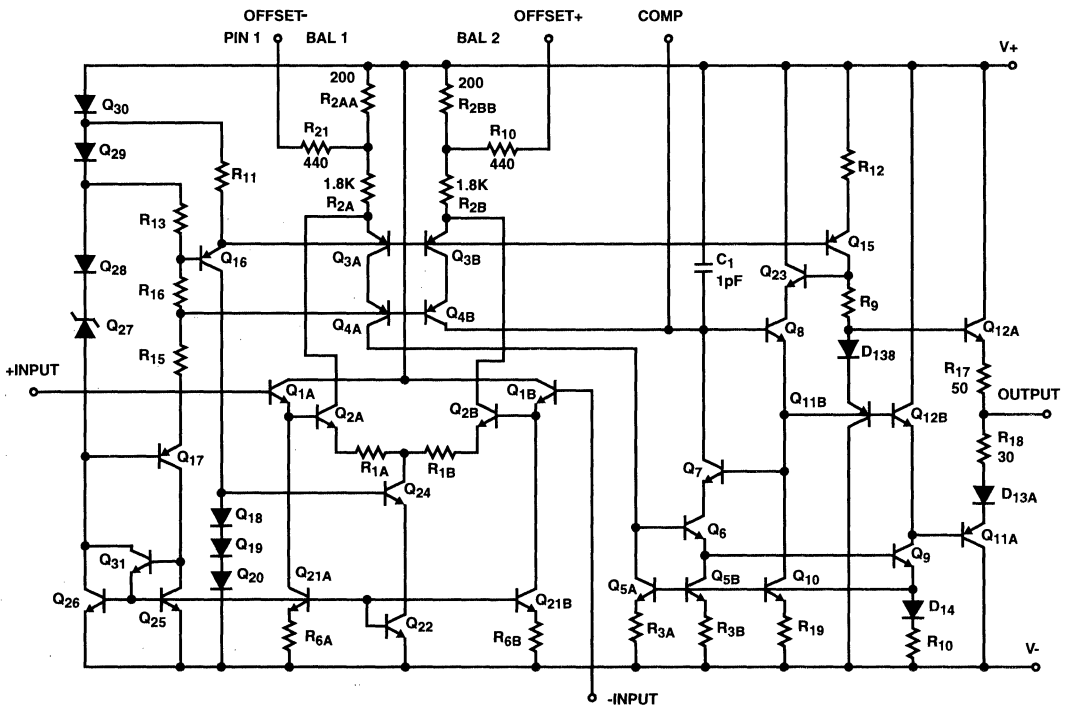 OFFSET- OFFSET+ COMP
PIN 1 BAL 1 BAL 2
V+
200 200
Q30 R2AA R2BB
R21 R10
Q29 440 440
R11 R12
1.8K 1.8K
R13 R2A R2B
Q16 Q15
Q3A Q3B
Q28 C1 Q23
R16 1pF R9
Q4A Q4B
Q27 Q8 Q12A
R15 D138
R17
+INPUT 50
Q1A Q1B OUTPUT
Q2A Q2B Q11B Q12B
R18
30
Q17 R1A R1B
Q7
Q24 D13A
Q18
Q6 Q11A
Q19
Q31 Q9
Q20 Q21A Q5A Q5B Q10
Q26 Q21B
Q25 D14
Q22
R6A R6B R3A R3B R19 R10
V-
-INPUT